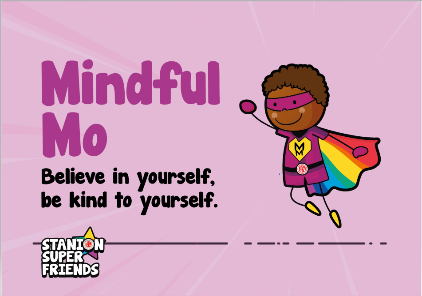 Mindful
Mo
Believe in yourself,
be kind to yourself.
M
STANION
SUPER
FRIENDS